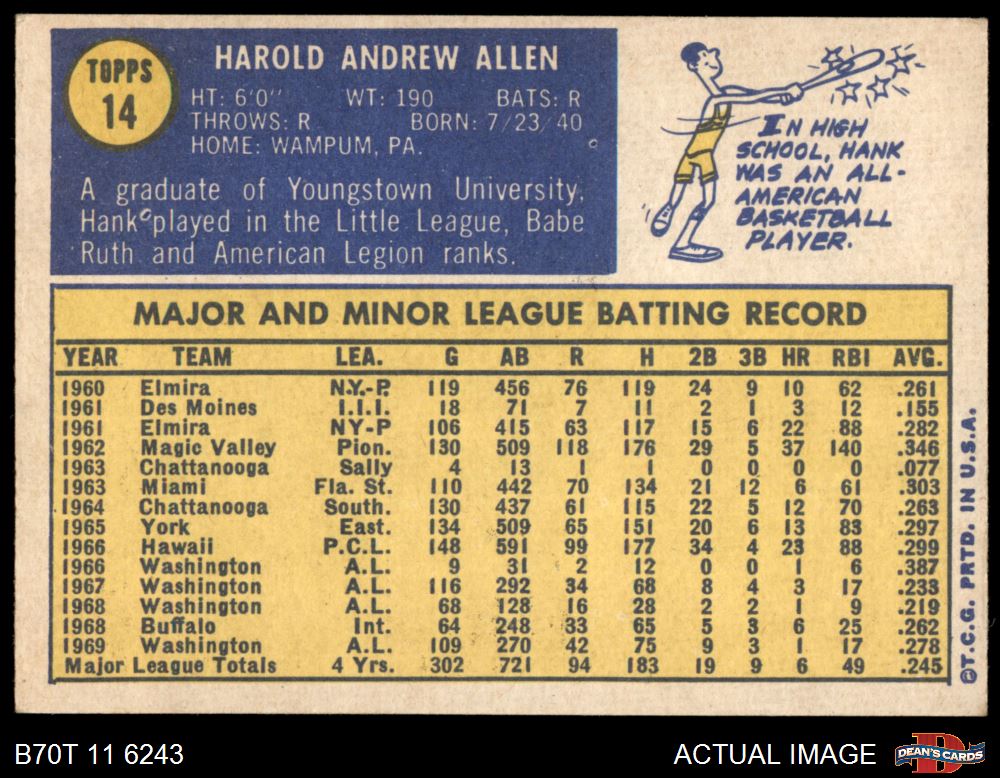 TOPPS
14
HAROLD ANDREW ALLEN
HT: 6'0" WT: 190 BATS: R
THROWS: R BORN: 7/23/40
HOME: WAMPUM, PA.
A graduate of Youngstown University,
Hank played in the Little League, Babe
Ruth and American Legion ranks.
IN HIGH
SCHOOL, HANK
WAS AN ALL-
AMERICAN
BASKETBALL
PLAYER.
MAJOR AND MINOR LEAGUE BATTING RECORD
YEAR TEAM LEA. G AB R H 2B 3B HR RBI AVG.
1960 Elmira N.Y.-P. 119 456 76 119 24 9 10 62 .261
1961 Des Moines I.I.I. 18 71 7 11 2 1 3 12 .155
1961 Elmira NY-P 106 415 63 117 15 6 22 88 .282
1962 Magic Valley Pion. 130 509 118 176 29 5 37 140 .346
1963 Chattanooga Sally 4 13 1 1 0 0 0 0 .077
1963 Miami Fla. St. 110 442 70 134 21 12 6 61 .303
1964 Chattanooga South. 130 437 61 115 22 5 12 70 .263
1965 York East. 134 509 65 151 20 6 13 83 .297
1966 Hawaii P.C.L. 148 591 99 177 34 4 23 88 .299
1966 Washington A.L. 9 31 2 12 0 0 1 6 .387
1967 Washington A.L. 116 292 34 68 8 4 3 17 .233
1968 Washington A.L. 68 128 16 28 2 2 1 9 .219
1968 Buffalo Int. 64 248 33 65 5 3 6 25 .262
1969 Washington A.L. 109 270 42 75 9 3 1 17 .278
Major League Totals 4 Yrs. 302 721 94 183 19 9 6 49 .245
©T.C.G. PRTD. IN U.S.A.
B70T 11 6243
ACTUAL IMAGE
DEAN'S CARDS